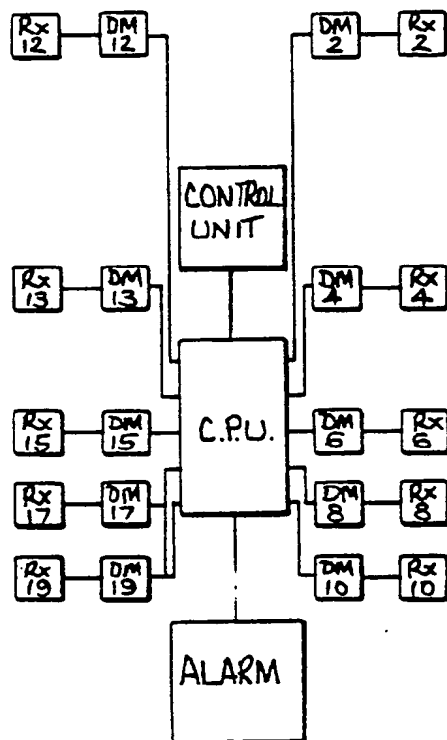 Rx
12
DM
12
DM
2
Rx
2
CONTROL
UNIT
Rx
13
DM
13
DM
4
Rx
4
C.P.U.
Rx
15
DM
15
DM
6
Rx
6
Rx
17
DM
17
DM
8
Rx
8
Rx
19
DM
19
DM
10
Rx
10
ALARM